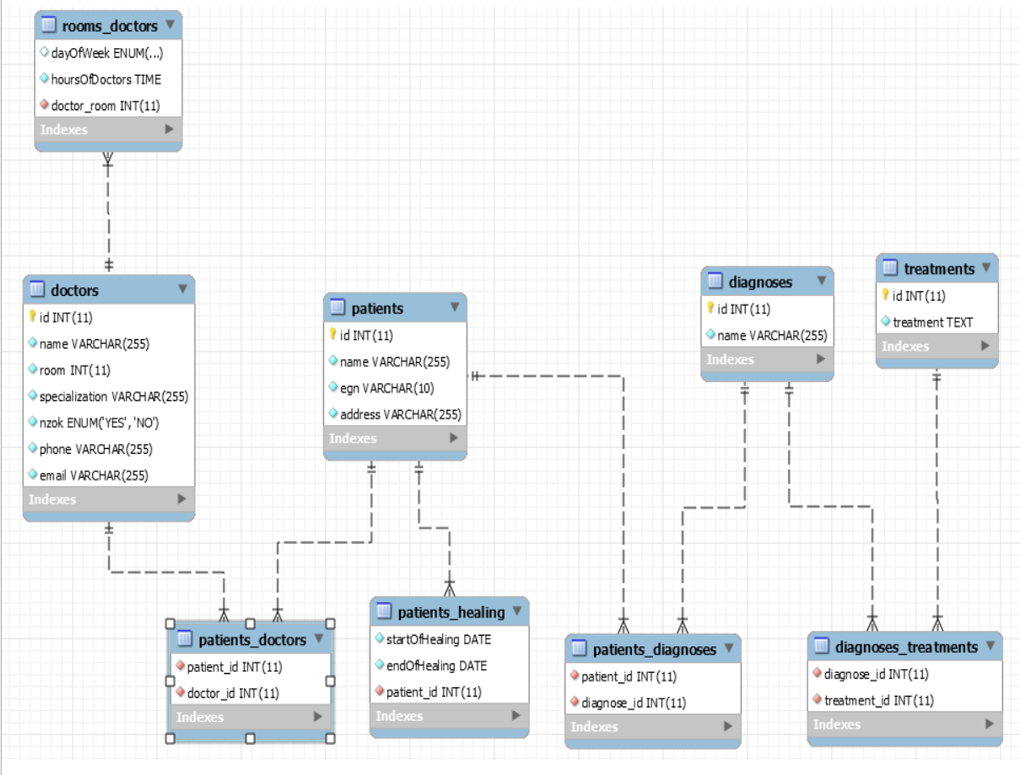 rooms_doctors
dayOfWeek ENUM(...)
hoursOfDoctors TIME
doctor_room INT(11)
Indexes
doctors
id INT(11)
name VARCHAR(255)
room INT(11)
specialization VARCHAR(255)
nzok ENUM('YES', 'NO')
phone VARCHAR(255)
email VARCHAR(255)
Indexes
patients
id INT(11)
name VARCHAR(255)
egn VARCHAR(10)
address VARCHAR(255)
Indexes
diagnoses
id INT(11)
name VARCHAR(255)
Indexes
treatments
id INT(11)
treatment TEXT
Indexes
patients_doctors
patient_id INT(11)
doctor_id INT(11)
Indexes
patients_healing
startOfHealing DATE
endOfHealing DATE
patient_id INT(11)
Indexes
patients_diagnoses
patient_id INT(11)
diagnose_id INT(11)
Indexes
diagnoses_treatments
diagnose_id INT(11)
treatment_id INT(11)
Indexes